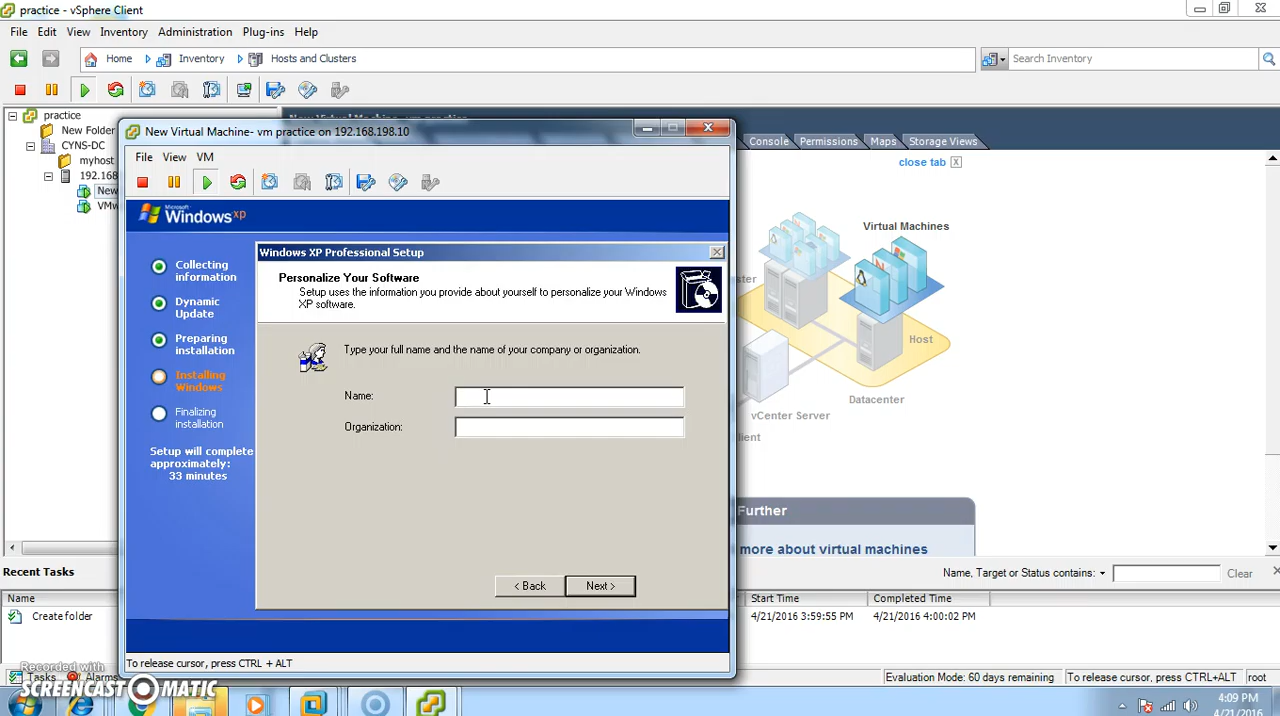 practice - vSphere Client
File Edit View Inventory Administration Plug-ins Help
Home Inventory Hosts and Clusters
Search Inventory
practice
New Folder
CYNS-DC
myhost
192.168
New
VMw
New Virtual Machine- vm practice on 192.168.198.10
File View VM
Microsoft
Windows xp
Collecting
information
Dynamic
Update
Preparing
installation
Installing
Windows
Finalizing
installation
Setup will complete
approximately:
33 minutes
Windows XP Professional Setup
Personalize Your Software
Setup uses the information you provide about yourself to personalize your Windows
XP software.
Type your full name and the name of your company or organization.
Name:
Organization:
< Back Next >
To release cursor, press CTRL + ALT
Console Permissions Maps Storage Views
close tab X
Virtual Machines
Host
Datacenter
vCenter Server
Further
more about virtual machines
Recent Tasks
Name, Target or Status contains: Clear
Name Start Time Completed Time
Create folder 4/21/2016 3:59:55 PM 4/21/2016 4:00:02 PM
Tasks Alarms
Evaluation Mode: 60 days remaining To release cursor, press CTRL+ALT root
Recorded with
SCREENCAST MATIC
4:09 PM
4/21/2016